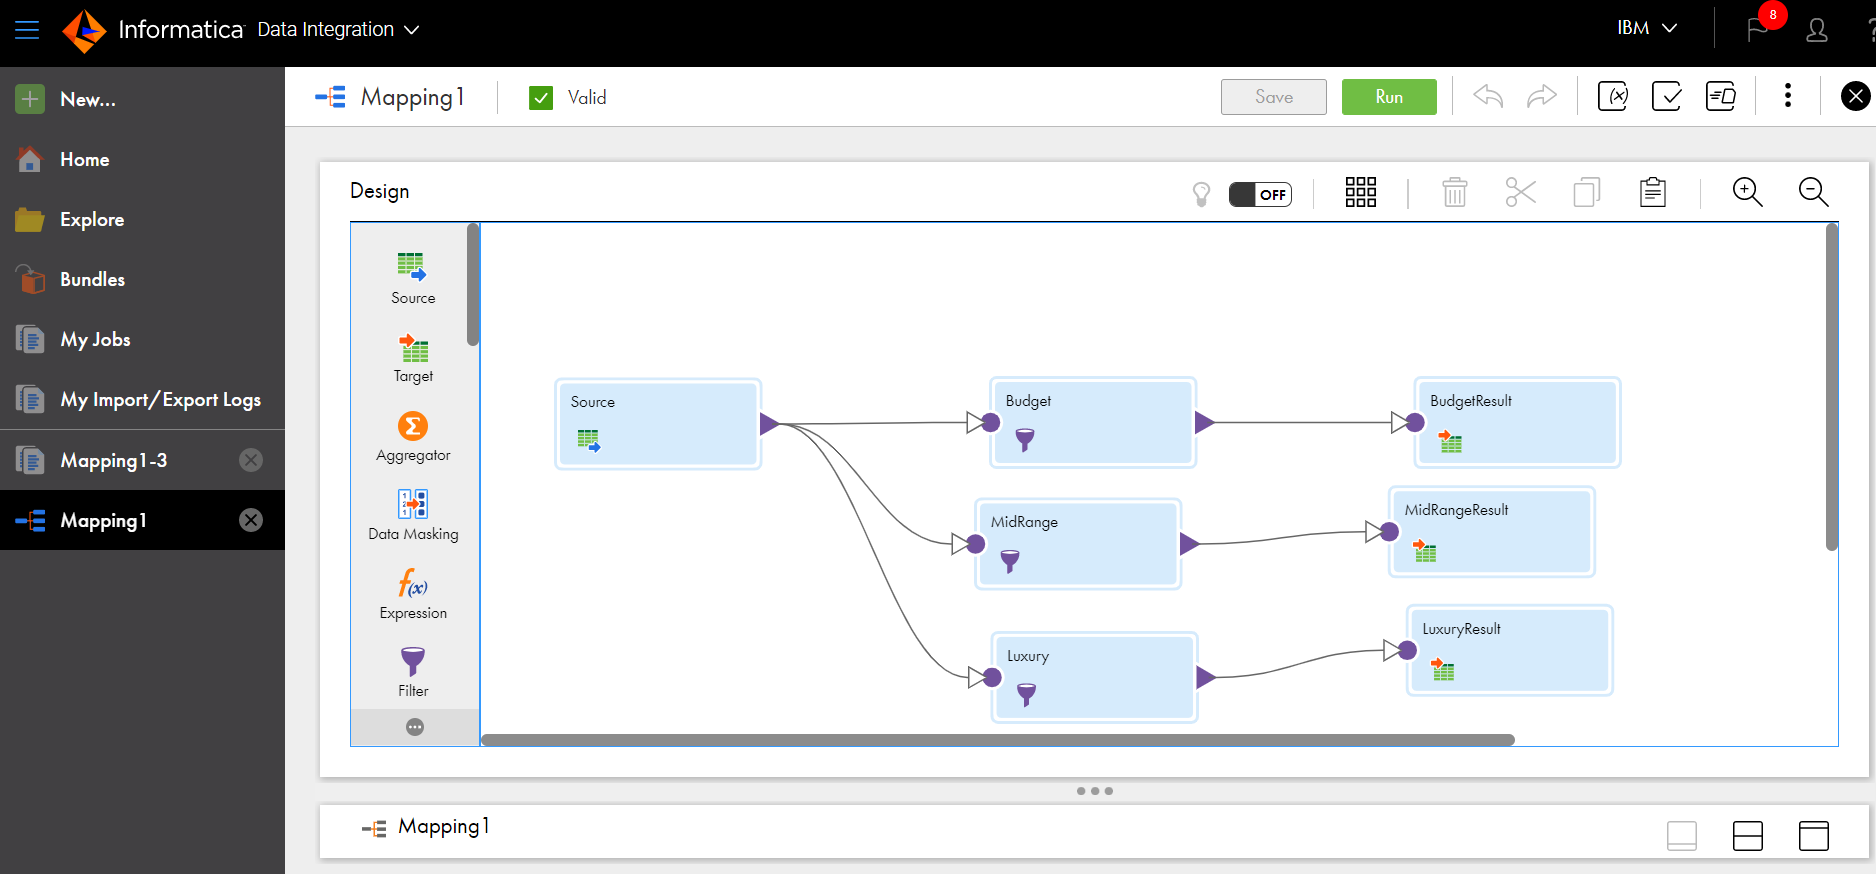 Informatica Data Integration
IBM
8
New...
Home
Explore
Bundles
My Jobs
My Import/Export Logs
Mapping1-3
Mapping1
Mapping1
Valid
Save
Run
Design
OFF
Source
Target
Aggregator
Data Masking
Expression
Filter
Source
Budget
BudgetResult
MidRange
MidRangeResult
Luxury
LuxuryResult
Mapping1